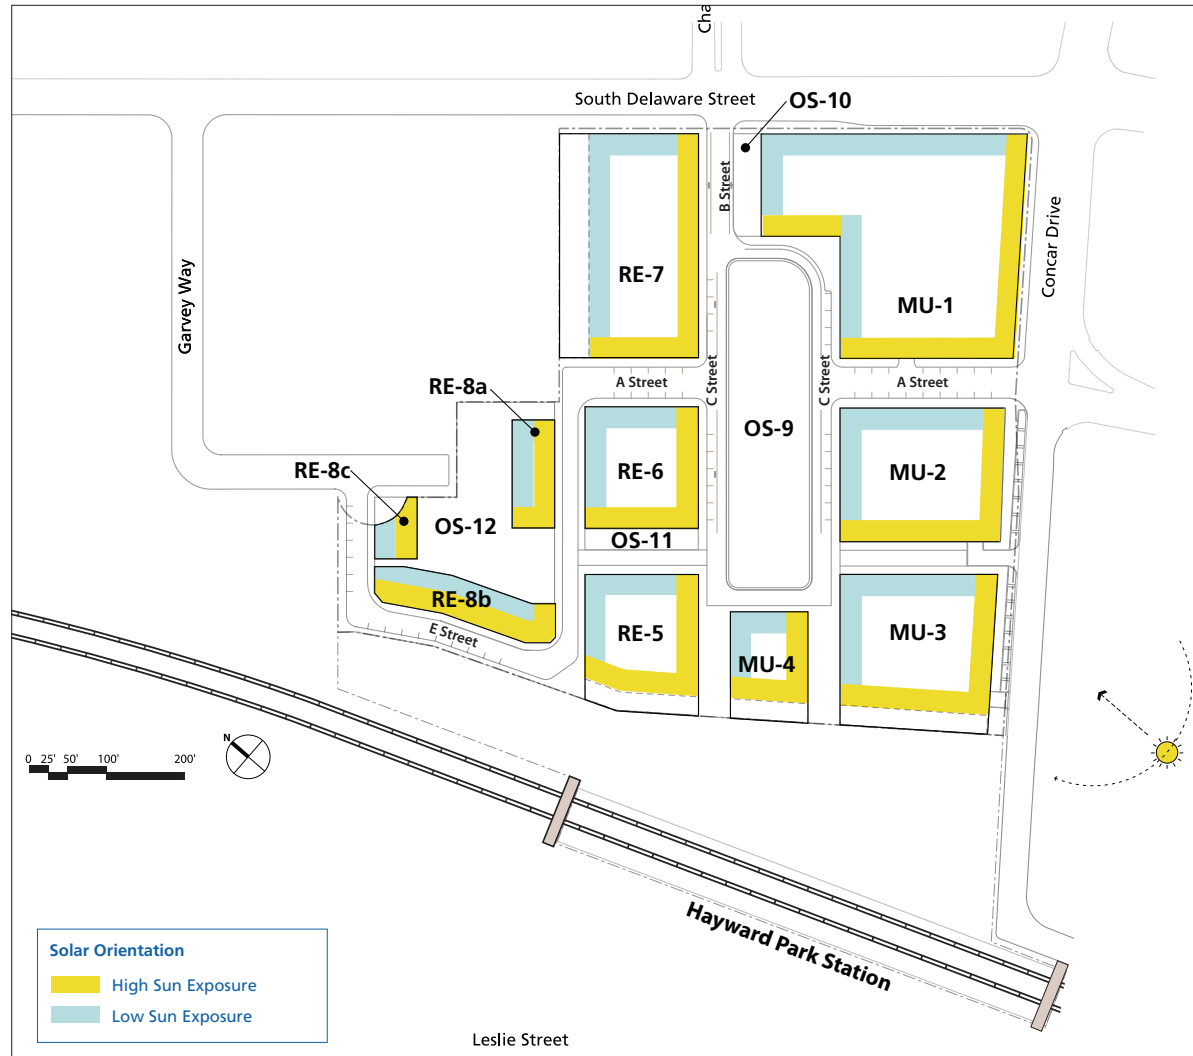 Cha
South Delaware Street
OS-10
B Street
Concar Drive
Garvey Way
RE-7
MU-1
RE-8a
A Street
C Street
C Street
A Street
OS-9
RE-8c
RE-6
MU-2
OS-12
OS-11
RE-8b
E Street
RE-5
MU-4
MU-3
N
0 25' 50' 100' 200'
Hayward Park Station
Solar Orientation
High Sun Exposure
Low Sun Exposure
Leslie Street